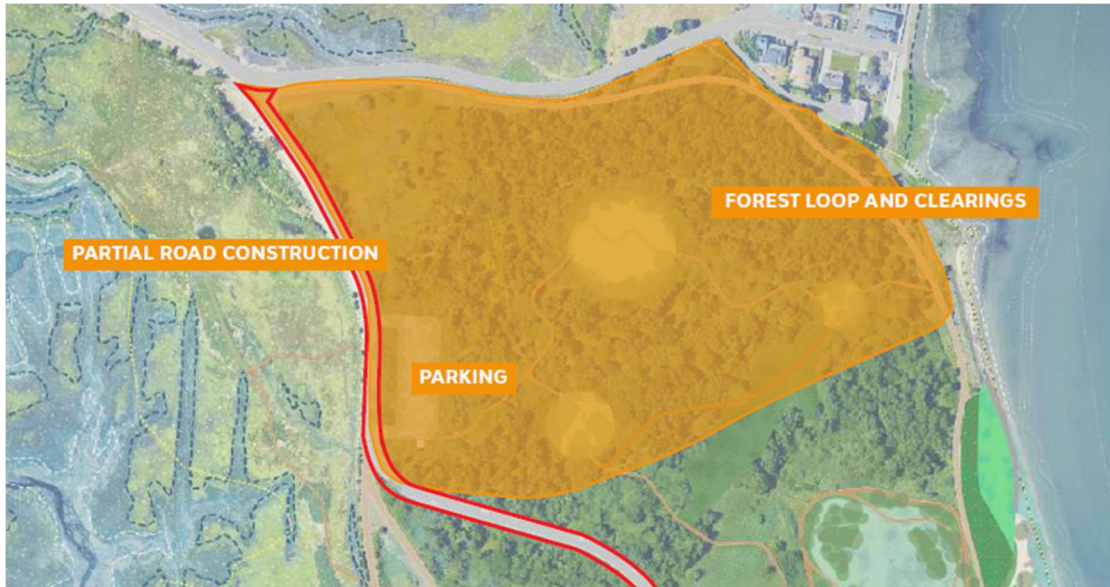 FOREST LOOP AND CLEARINGS
PARTIAL ROAD CONSTRUCTION
PARKING